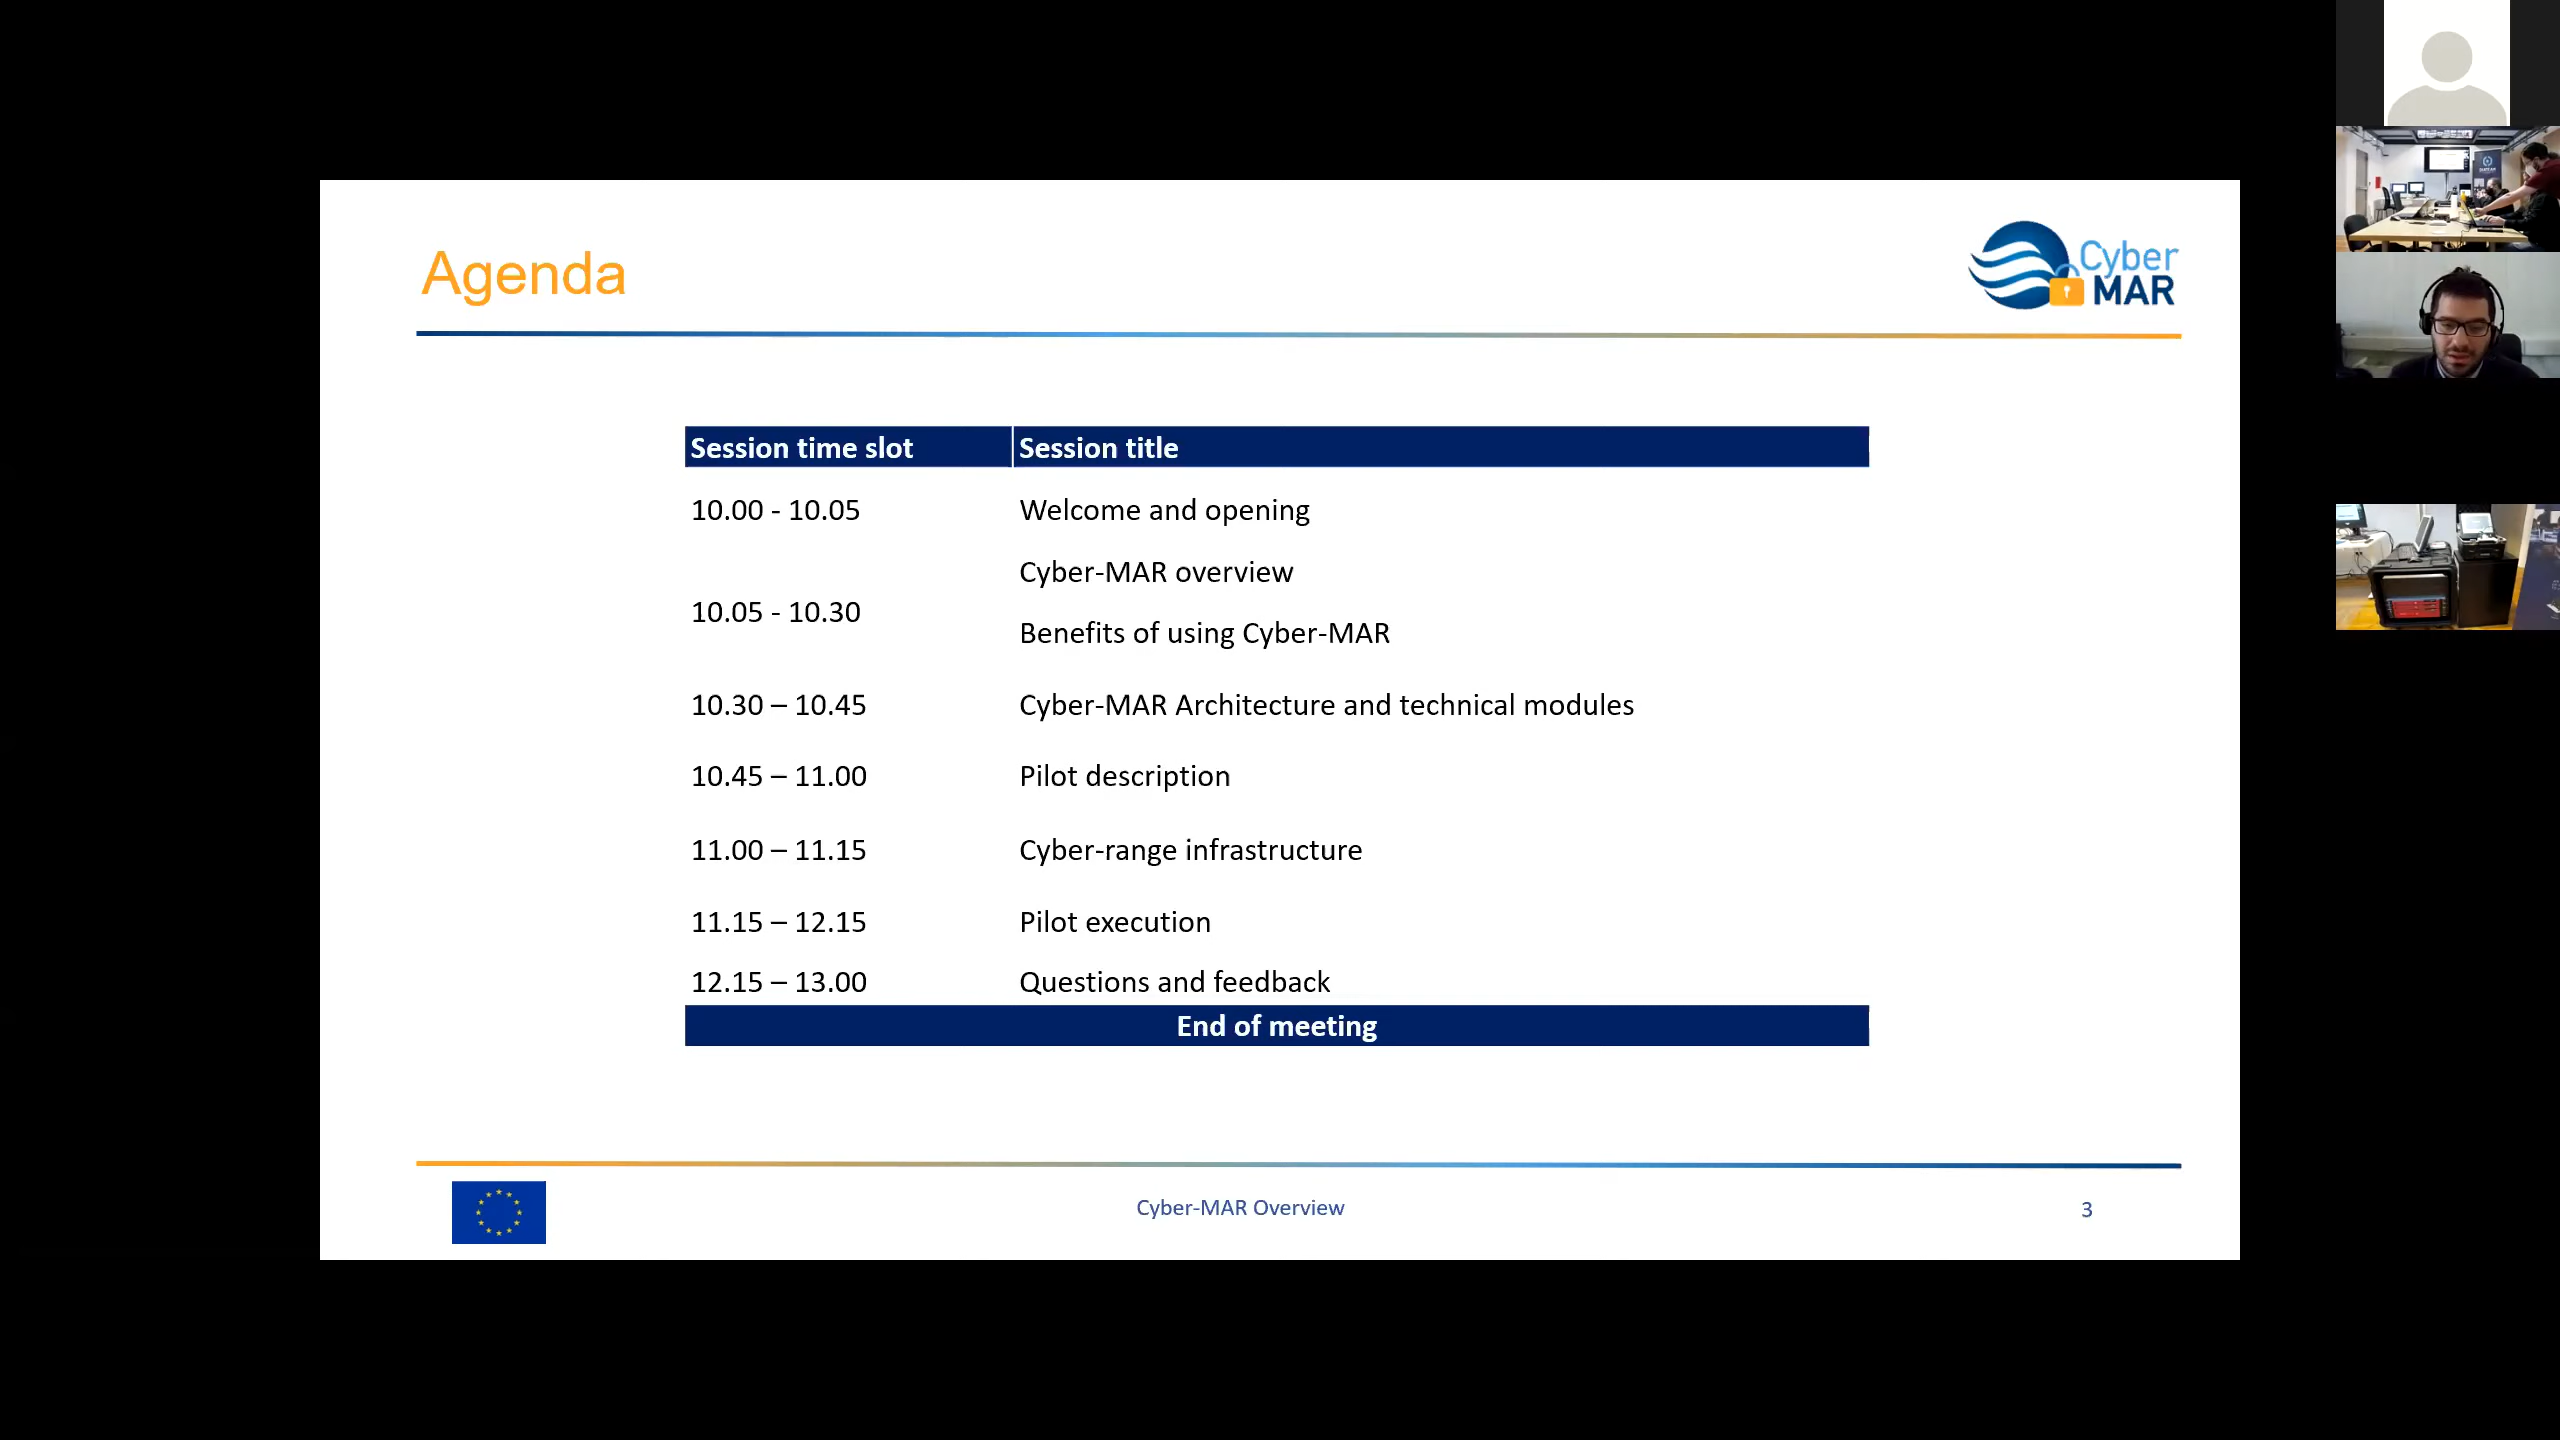 Agenda
Cyber
MAR
Session time slot Session title
10.00 - 10.05 Welcome and opening
Cyber-MAR overview
10.05 - 10.30
Benefits of using Cyber-MAR
10.30 – 10.45 Cyber-MAR Architecture and technical modules
10.45 – 11.00 Pilot description
11.00 – 11.15 Cyber-range infrastructure
11.15 – 12.15 Pilot execution
12.15 – 13.00 Questions and feedback
End of meeting
Cyber-MAR Overview
3